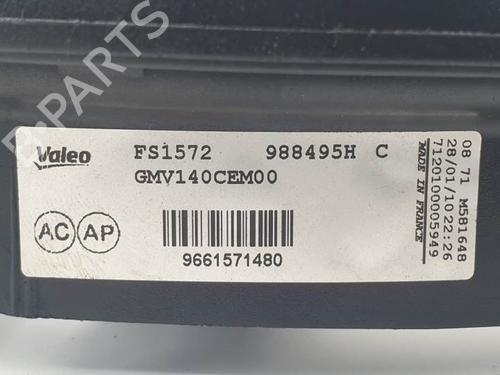 Valeo
FS1572 988495H C
GMV140CEM00
AC AP
9661571480
MADE IN FRANCE
08 71 M581648
28/01/10 22:26
7120100005949
B-PARTS